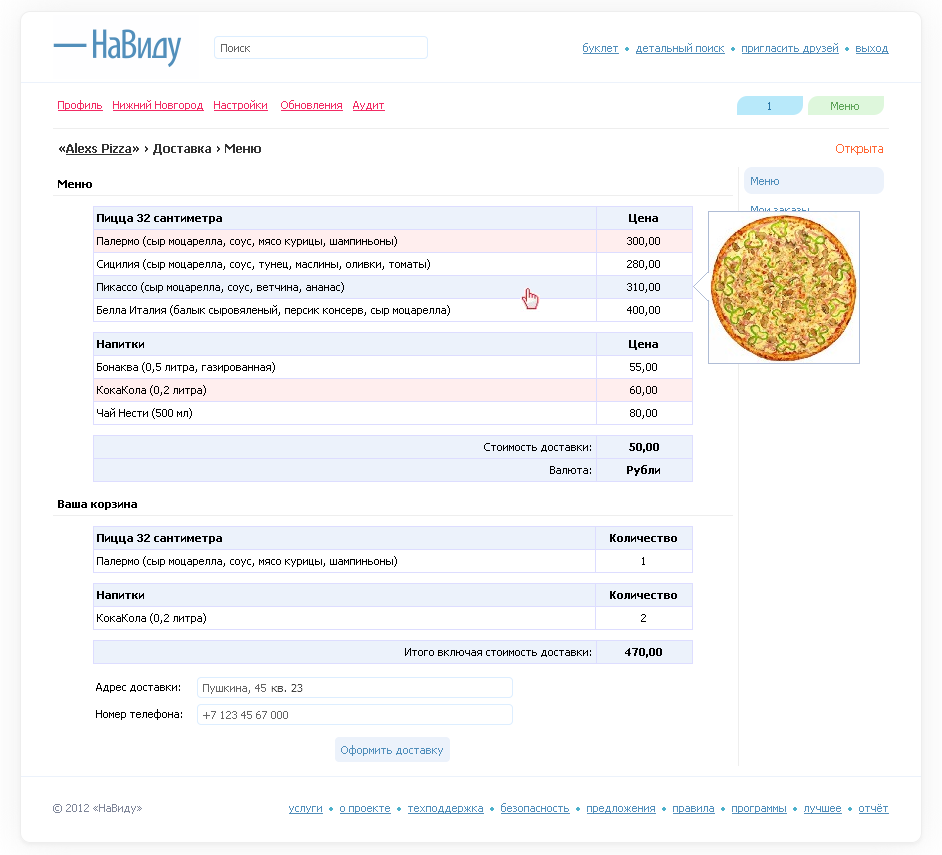 — НаВиду
Поиск
буклет • детальный поиск • пригласить друзей • выход
Профиль Нижний Новгород Настройки Обновления Аудит
1 Меню
«Alexs Pizza» › Доставка › Меню
Открыта
Меню
Меню
Мои заказы
Пицца 32 сантиметра Цена
Палермо (сыр моцарелла, соус, мясо курицы, шампиньоны) 300,00
Сицилия (сыр моцарелла, соус, тунец, маслины, оливки, томаты) 280,00
Пикассо (сыр моцарелла, соус, ветчина, ананас) 310,00
Белла Италия (балык сыровяленый, персик консерв, сыр моцарелла) 400,00
Напитки Цена
Бонаква (0,5 литра, газированная) 55,00
КокаКола (0,2 литра) 60,00
Чай Нести (500 мл) 80,00
Стоимость доставки: 50,00
Валюта: Рубли
Ваша корзина
Пицца 32 сантиметра Количество
Палермо (сыр моцарелла, соус, мясо курицы, шампиньоны) 1
Напитки Количество
КокаКола (0,2 литра) 2
Итого включая стоимость доставки: 470,00
Адрес доставки: Пушкина, 45 кв. 23
Номер телефона: +7 123 45 67 000
Оформить доставку
© 2012 «НаВиду»
услуги • о проекте • техподдержка • безопасность • предложения • правила • программы • лучшее • отчёт